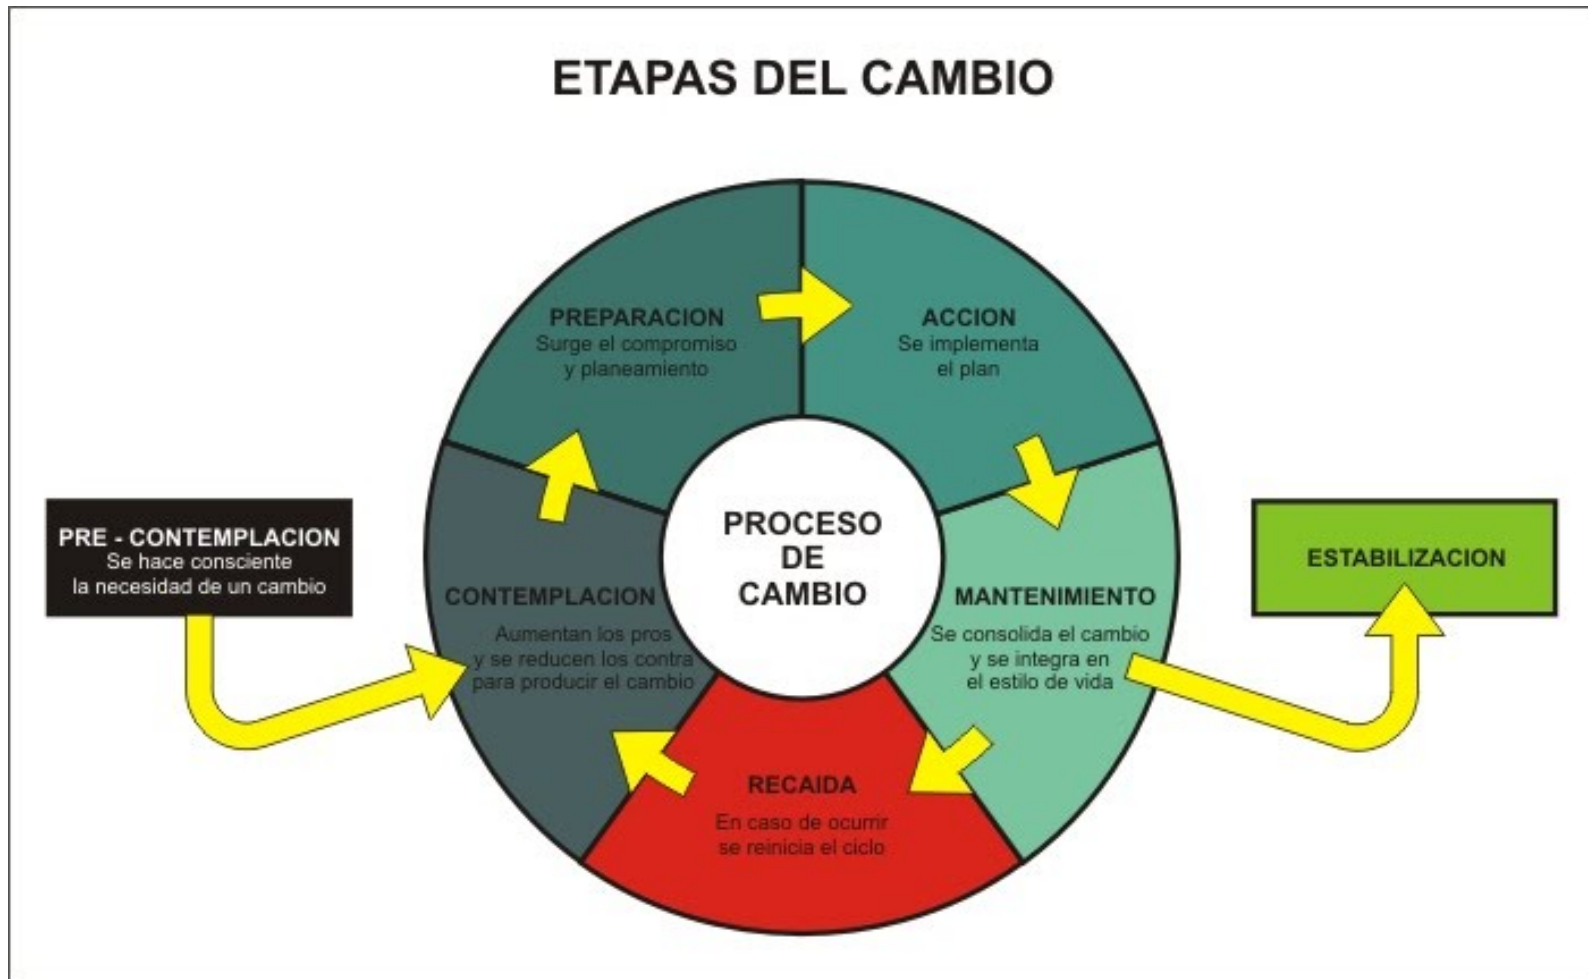 ETAPAS DEL CAMBIO
PREPARACION
Surge el compromiso
y planeamiento
ACCION
Se implementa
el plan
PRE - CONTEMPLACION
Se hace consciente
la necesidad de un cambio
CONTEMPLACION
Aumentan los pros
y se reducen los contra
para producir el cambio
PROCESO
DE
CAMBIO
MANTENIMIENTO
Se consolida el cambio
y se integra en
el estilo de vida
ESTABILIZACION
RECAIDA
En caso de ocurrir
se reinicia el ciclo